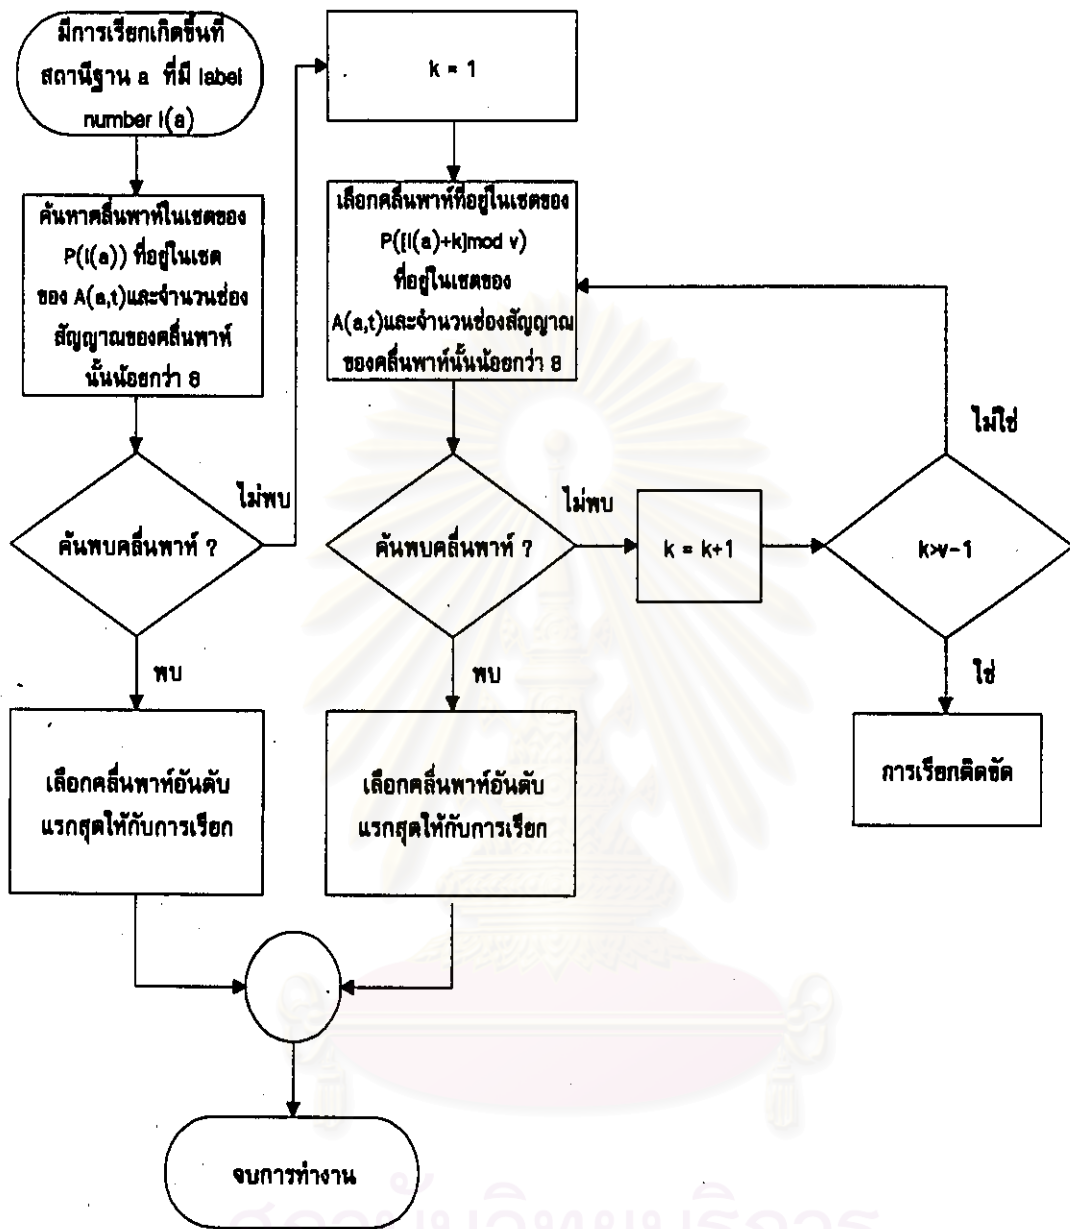 มีการเรียกเกิดขึ้นที่
สถานีฐาน a ที่มี label
number l(a)
ค้นหาคลื่นพาห์ในเซตของ
P(l(a)) ที่อยู่ในเซต
ของ A(a,t)และจำนวนช่อง
สัญญาณของคลื่นพาห์
นั้นน้อยกว่า 8
ค้นพบคลื่นพาห์ ?
ไม่พบ
พบ
เลือกคลื่นพาห์อันดับ
แรกสุดให้กับการเรียก
k = 1
เลือกคลื่นพาห์ที่อยู่ในเซตของ
P([l(a)+k]mod v)
ที่อยู่ในเซตของ
A(a,t)และจำนวนช่องสัญญาณ
ของคลื่นพาห์นั้นน้อยกว่า 8
ค้นพบคลื่นพาห์ ?
ไม่พบ
พบ
เลือกคลื่นพาห์อันดับ
แรกสุดให้กับการเรียก
k = k+1
k>v-1
ไม่ใช่
ใช่
การเรียกติดขัด
จบการทำงาน
สถาบันวิทยบริการ